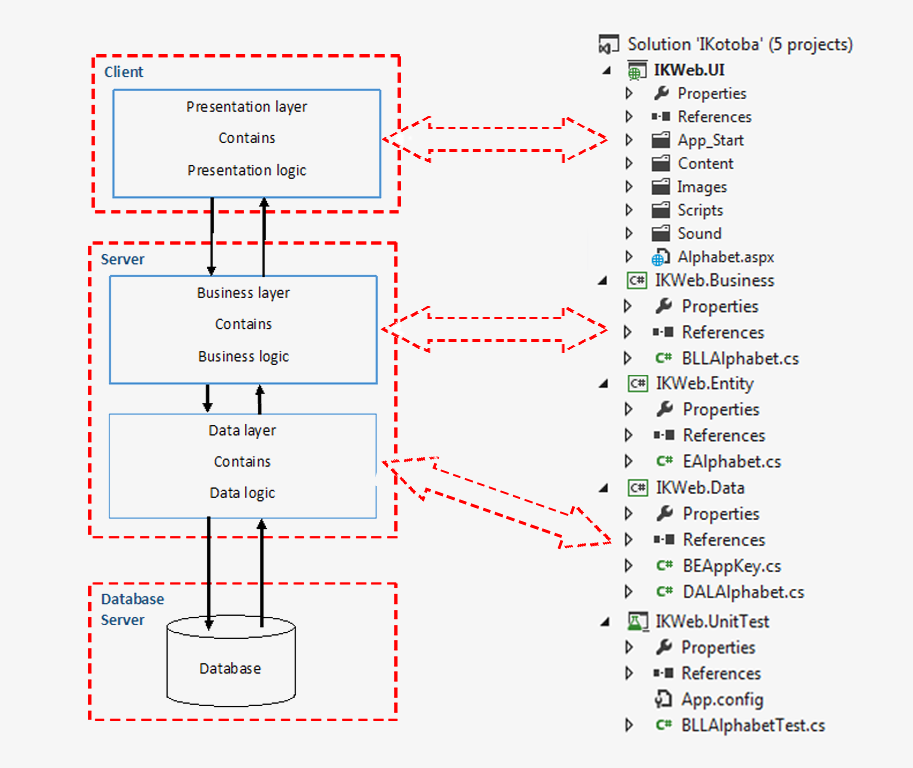 Client
Presentation layer
Contains
Presentation logic
Server
Business layer
Contains
Business logic
Data layer
Contains
Data logic
Database
Server
Database
Solution 'IKotoba' (5 projects)
IKWeb.UI
Properties
References
App_Start
Content
Images
Scripts
Sound
Alphabet.aspx
C# IKWeb.Business
Properties
References
C# BLLAlphabet.cs
C# IKWeb.Entity
Properties
References
C# EAlphabet.cs
C# IKWeb.Data
Properties
References
C# BEAppKey.cs
C# DALAlphabet.cs
IKWeb.UnitTest
Properties
References
App.config
C# BLLAlphabetTest.cs